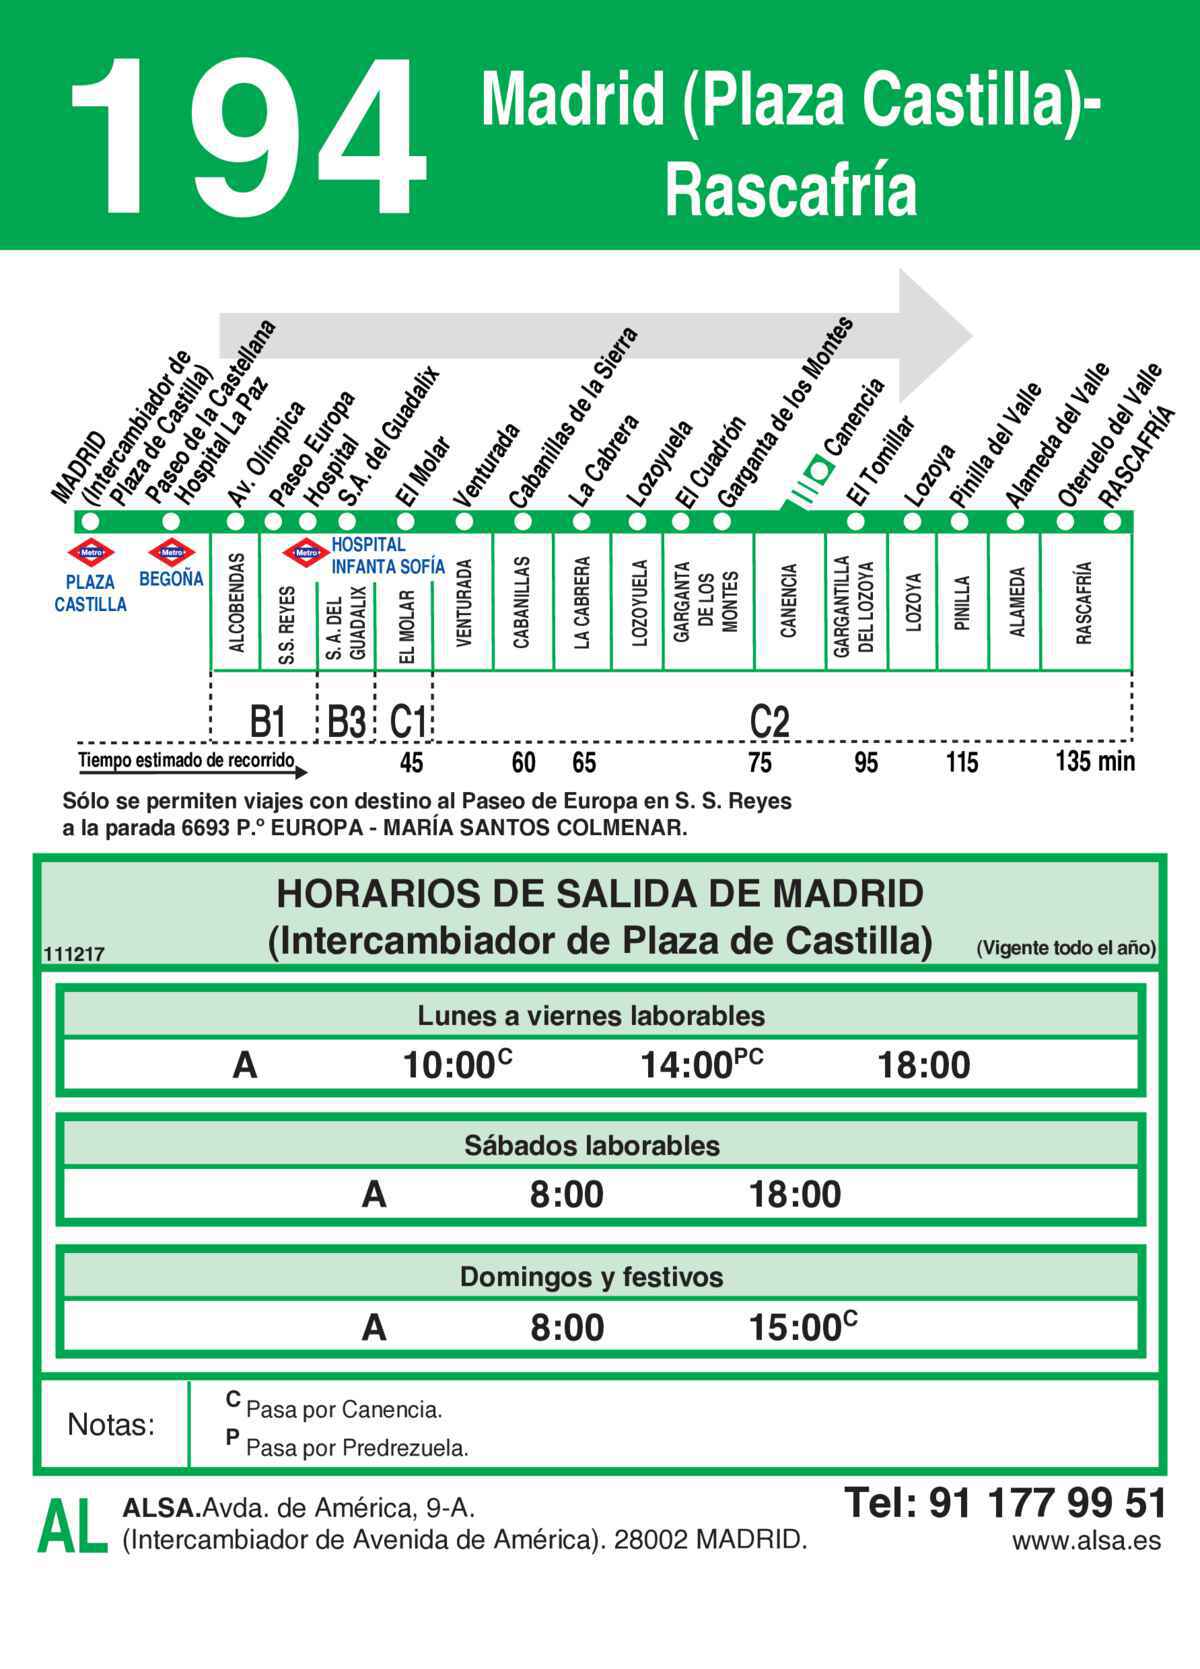 194
Madrid (Plaza Castilla)-
Rascafría
MADRID
(Intercambiador de
Plaza de Castilla)
Paseo de la Castellana
Hospital La Paz
Av. Olímpica
Paseo Europa
Hospital
S.A. del Guadalix
El Molar
Venturada
Cabanillas de la Sierra
La Cabrera
Lozoyuela
El Cuadrón
Garganta de los Montes
Canencia
El Tomillar
Lozoya
Pinilla del Valle
Alameda del Valle
Oteruelo del Valle
RASCAFRÍA
Metro
PLAZA
CASTILLA
Metro
BEGOÑA
Metro
HOSPITAL
INFANTA SOFÍA
ALCOBENDAS
S.S. REYES
S. A. DEL
GUADALIX
EL MOLAR
VENTURADA
CABANILLAS
LA CABRERA
LOZOYUELA
GARGANTA
DE LOS
MONTES
CANENCIA
GARGANTILLA
DEL LOZOYA
LOZOYA
PINILLA
ALAMEDA
RASCAFRÍA
B1 B3 C1 C2
Tiempo estimado de recorrido 45 60 65 75 95 115 135 min
Sólo se permiten viajes con destino al Paseo de Europa en S. S. Reyes
a la parada 6693 P.º EUROPA - MARÍA SANTOS COLMENAR.
HORARIOS DE SALIDA DE MADRID
(Intercambiador de Plaza de Castilla)
111217
(Vigente todo el año)
Lunes a viernes laborables
A 10:00C 14:00PC 18:00
Sábados laborables
A 8:00 18:00
Domingos y festivos
A 8:00 15:00C
Notas:
C Pasa por Canencia.
P Pasa por Predrezuela.
AL
ALSA.Avda. de América, 9-A.
(Intercambiador de Avenida de América). 28002 MADRID.
Tel: 91 177 99 51
www.alsa.es